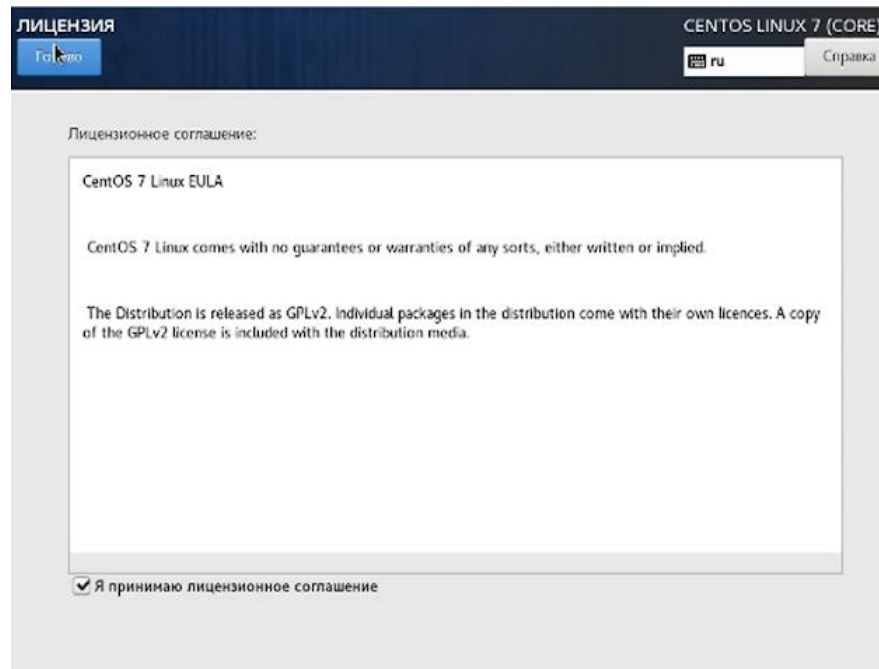 ЛИЦЕНЗИЯ
CENTOS LINUX 7 (CORE)
Готово
ru
Справка
Лицензионное соглашение:
CentOS 7 Linux EULA
CentOS 7 Linux comes with no guarantees or warranties of any sorts, either written or implied.
The Distribution is released as GPLv2. Individual packages in the distribution come with their own licences. A copy
of the GPLv2 license is included with the distribution media.
Я принимаю лицензионное соглашение